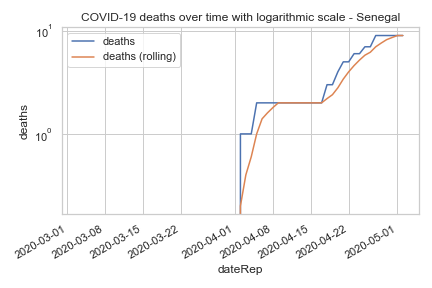 COVID-19 deaths over time with logarithmic scale - Senegal
10¹
deaths
deaths (rolling)
deaths
10⁰
2020-03-01
2020-03-08
2020-03-15
2020-03-22
2020-04-01
2020-04-08
2020-04-15
2020-04-22
2020-05-01
dateRep